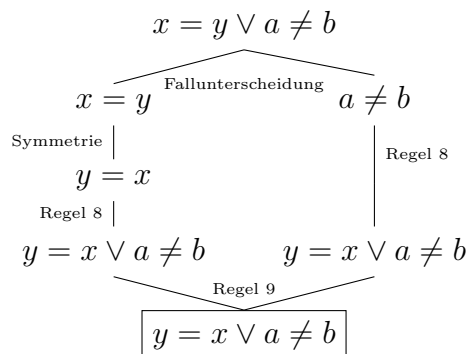 x = y ∨ a ≠ b
Fallunterscheidung
x = y
a ≠ b
Symmetrie
Regel 8
y = x
Regel 8
y = x ∨ a ≠ b
y = x ∨ a ≠ b
Regel 9
y = x ∨ a ≠ b